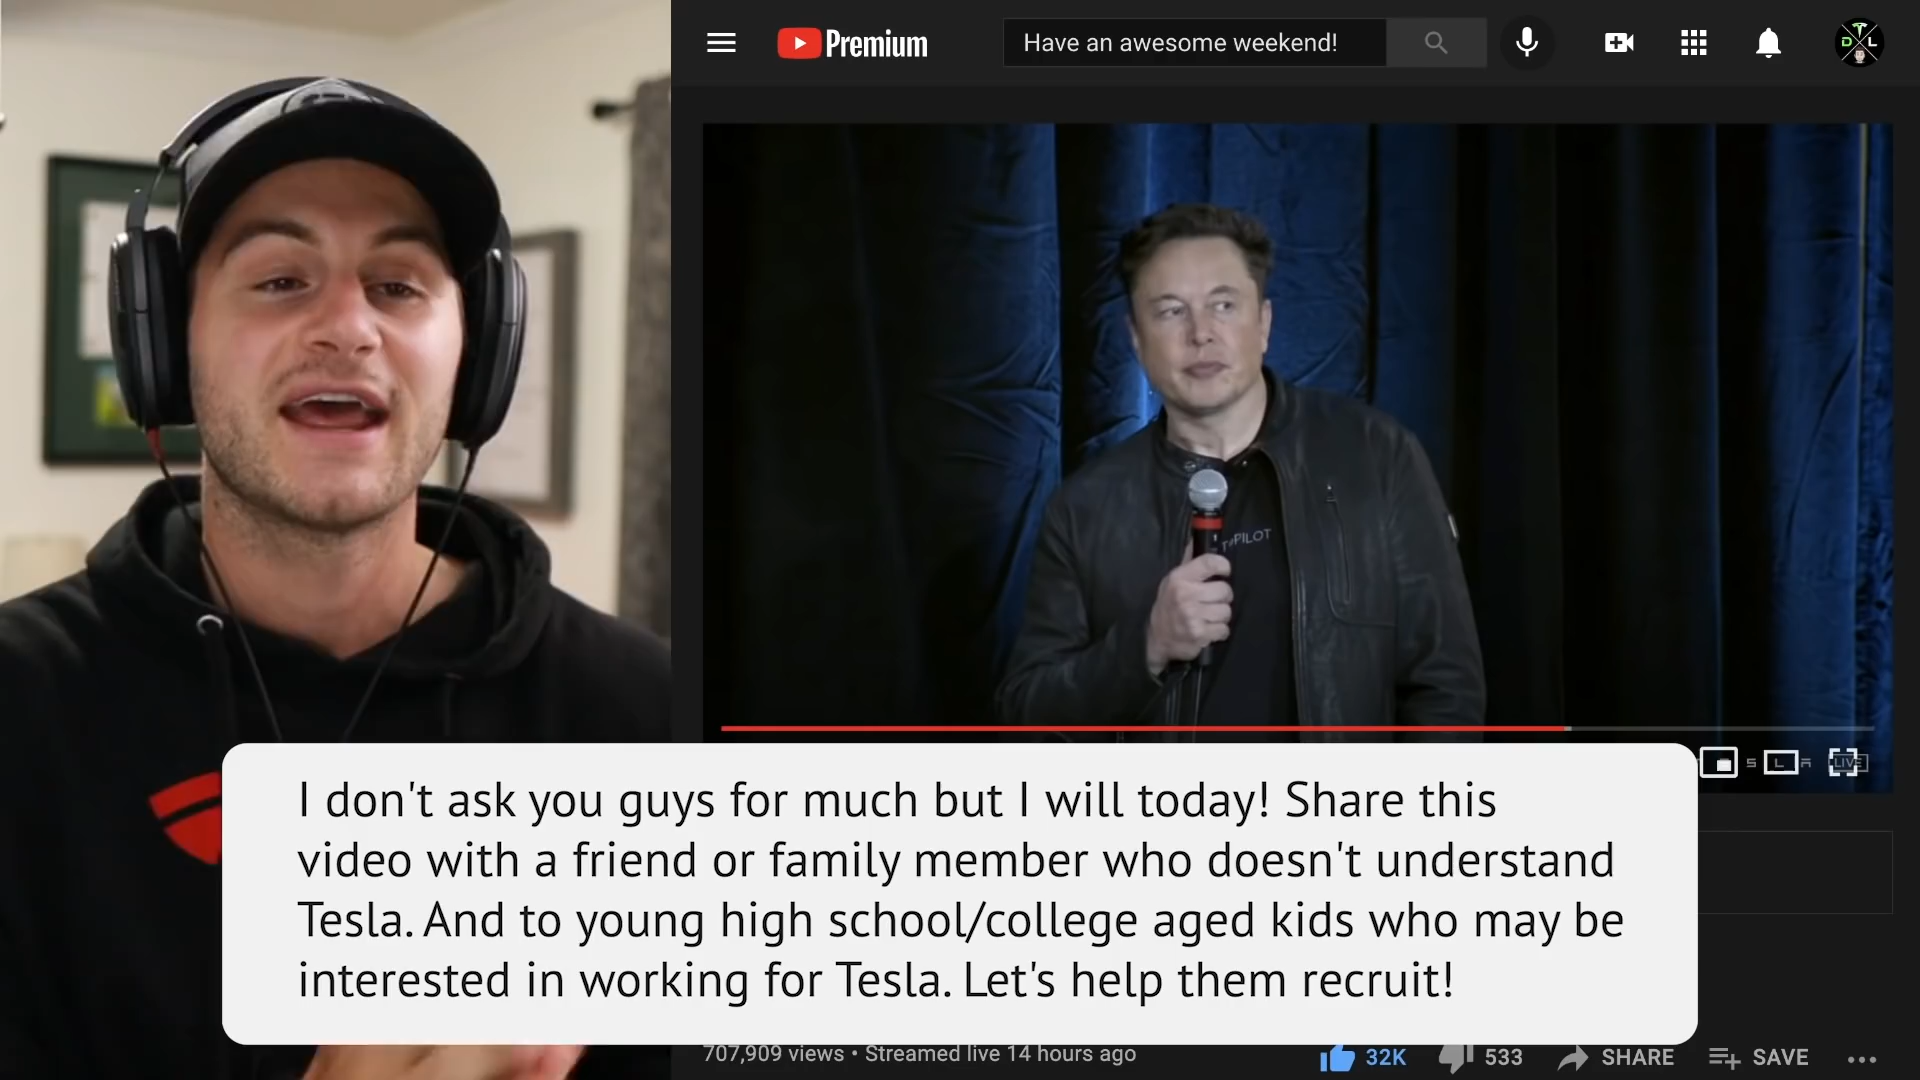 Premium
Have an awesome weekend!
D L
PILOT
LIVE
I don't ask you guys for much but I will today! Share this
video with a friend or family member who doesn't understand
Tesla. And to young high school/college aged kids who may be
interested in working for Tesla. Let's help them recruit!
707,909 views • Streamed live 14 hours ago
32K
533
SHARE
SAVE